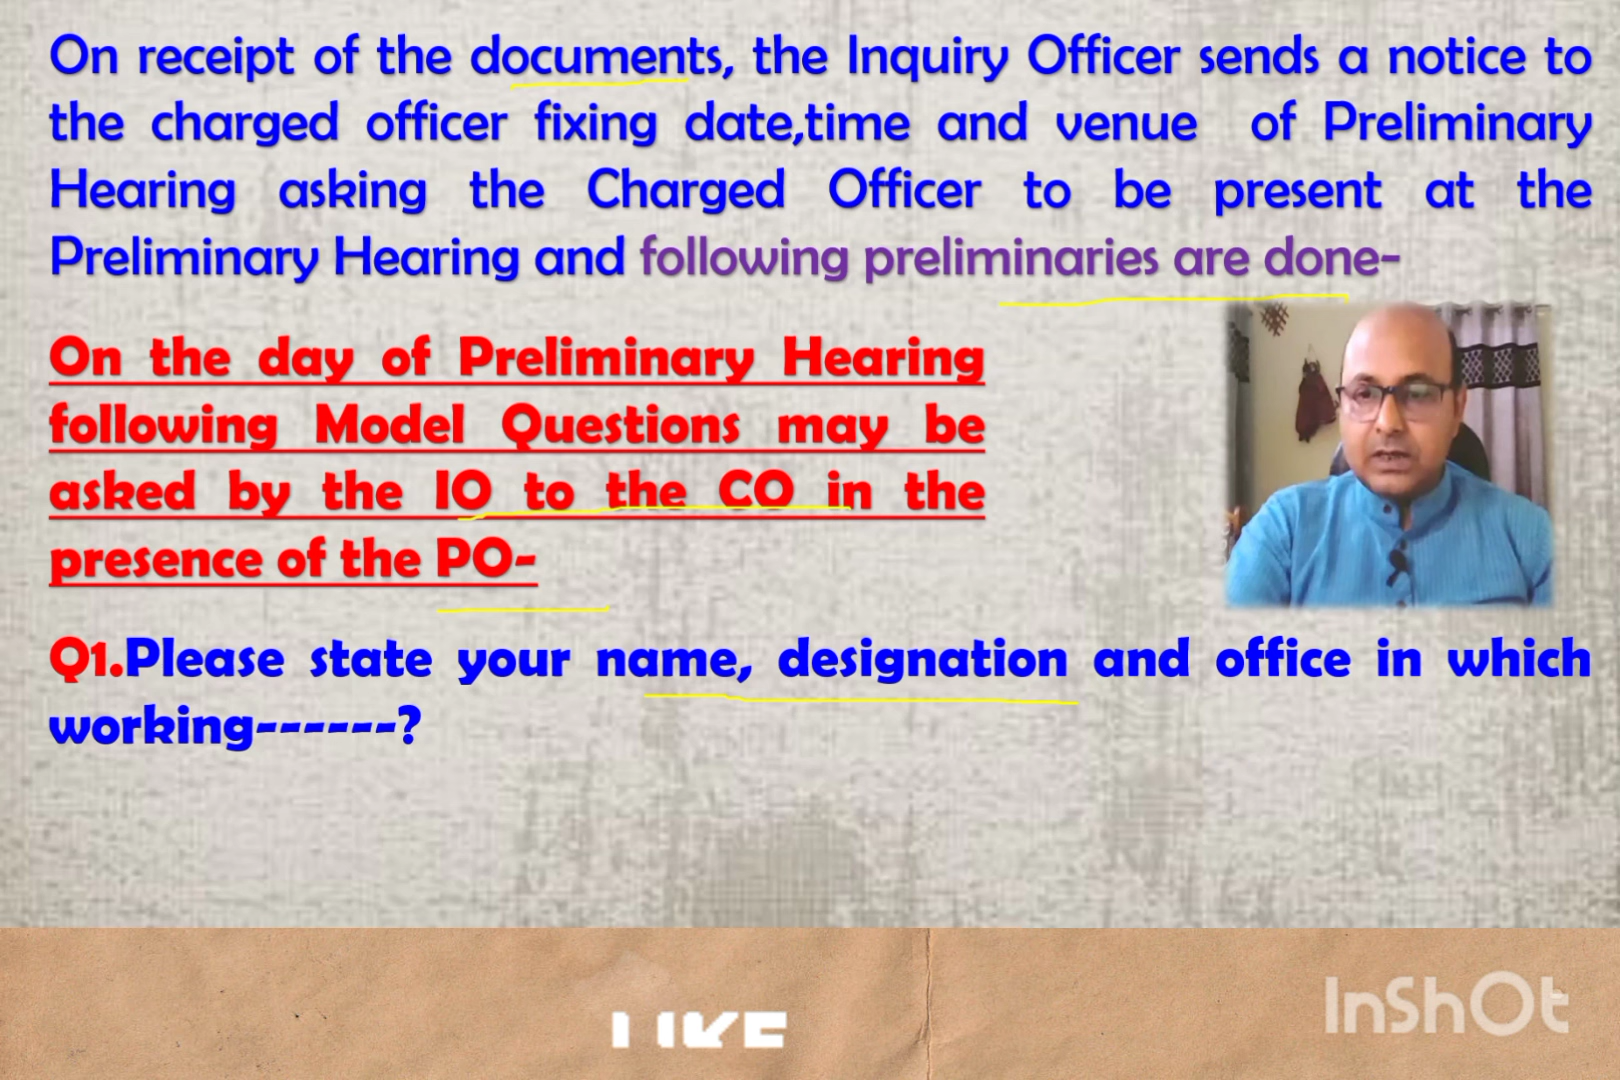 On receipt of the documents, the Inquiry Officer sends a notice to
the charged officer fixing date,time and venue of Preliminary
Hearing asking the Charged Officer to be present at the
Preliminary Hearing and following preliminaries are done-
On the day of Preliminary Hearing
following Model Questions may be
asked by the IO to the CO in the
presence of the PO-
Q1.Please state your name, designation and office in which
working------?
LIKE
InShOt